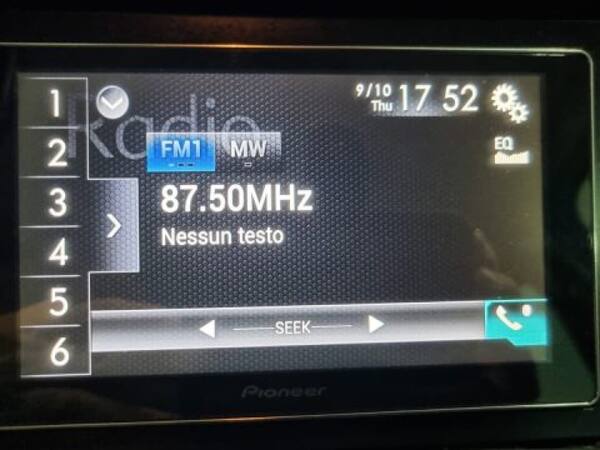 Radio
9/10
Thu 17 52
1
2
3
4
5
6
FM1 MW
EQ
87.50MHz
Nessun testo
SEEK
Pioneer